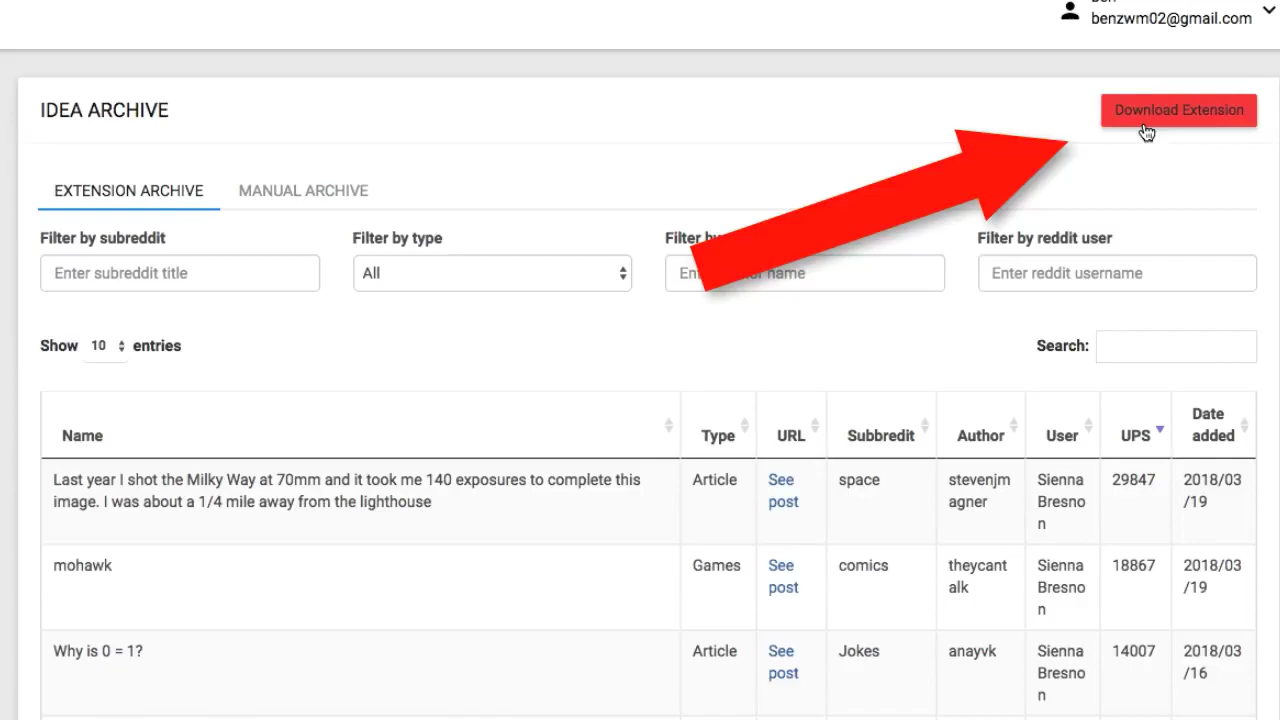 benzwm02@gmail.com
IDEA ARCHIVE
Download Extension
EXTENSION ARCHIVE
MANUAL ARCHIVE
Filter by subreddit
Filter by type
Filter
Filter by reddit user
Enter subreddit title
All
name
Enter reddit username
Show 10 entries
Search:
Name
Type
URL
Subbredit
Author
User
UPS
Date
added
Last year I shot the Milky Way at 70mm and it took me 140 exposures to complete this
image. I was about a 1/4 mile away from the lighthouse
Article
See
post
space
stevenjm
agner
Sienna
Bresno
n
29847
2018/03
/19
mohawk
Games
See
post
comics
theycant
alk
Sienna
Bresno
n
18867
2018/03
/19
Why is 0 = 1?
Article
See
post
Jokes
anayvk
Sienna
Bresno
n
14007
2018/03
/16